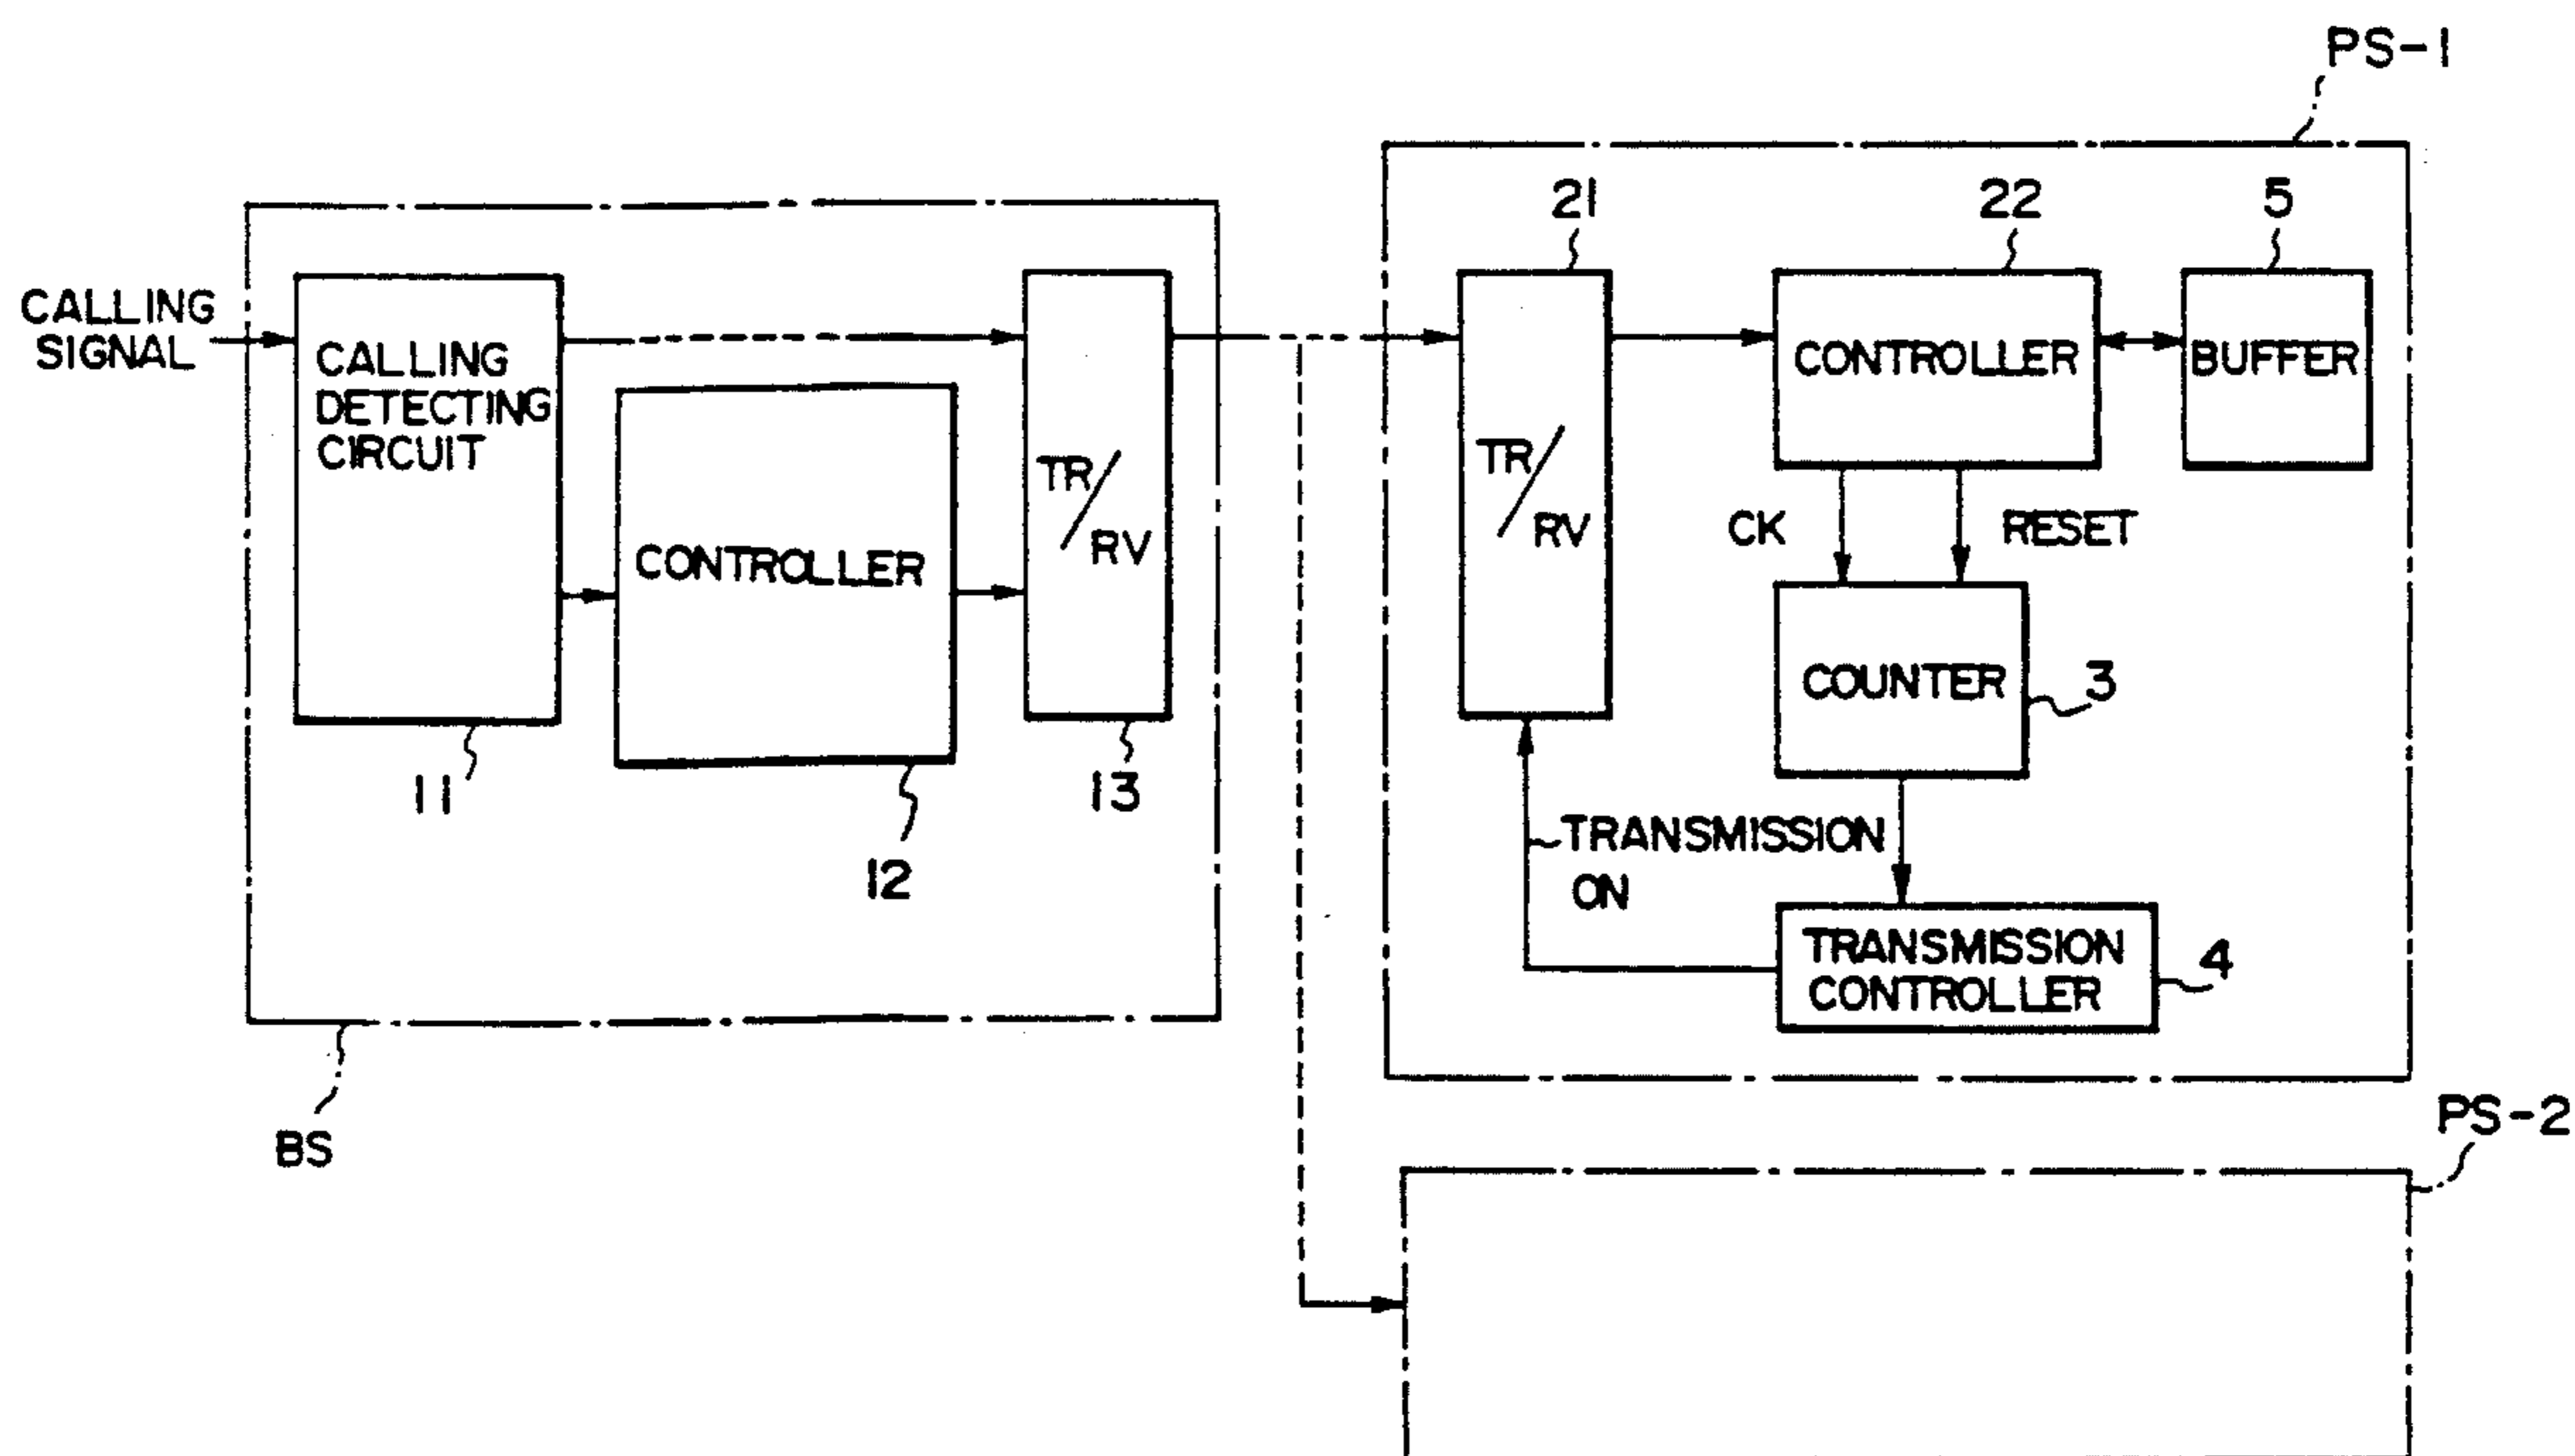 PS-1
21
22
5
CALLING
SIGNAL
CALLING
DETECTING
CIRCUIT
CONTROLLER
TR/
RV
TR/
RV
CONTROLLER
BUFFER
CK
RESET
COUNTER
3
11
12
13
TRANSMISSION
ON
TRANSMISSION
CONTROLLER
4
BS
PS-2